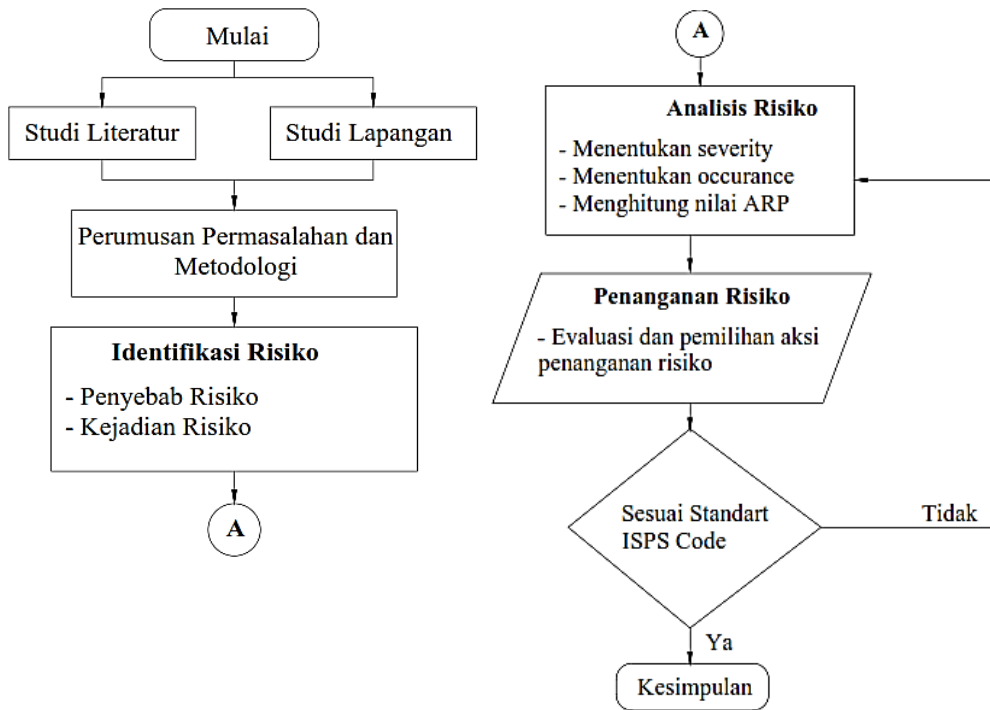 Mulai
Studi Literatur
Studi Lapangan
Perumusan Permasalahan dan
Metodologi
Identifikasi Risiko
- Penyebab Risiko
- Kejadian Risiko
A
A
Analisis Risiko
- Menentukan severity
- Menentukan occurance
- Menghitung nilai ARP
Penanganan Risiko
- Evaluasi dan pemilihan aksi
penanganan risiko
Sesuai Standart
ISPS Code
Tidak
Ya
Kesimpulan